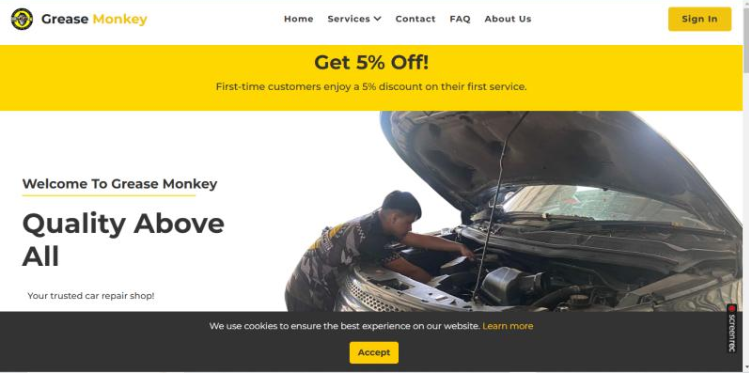 Grease Monkey
Home Services Contact FAQ About Us
Sign In
Get 5% Off!
First-time customers enjoy a 5% discount on their first service.
Welcome To Grease Monkey
Quality Above
All
Your trusted car repair shop!
We use cookies to ensure the best experience on our website. Learn more
Accept
screenrec